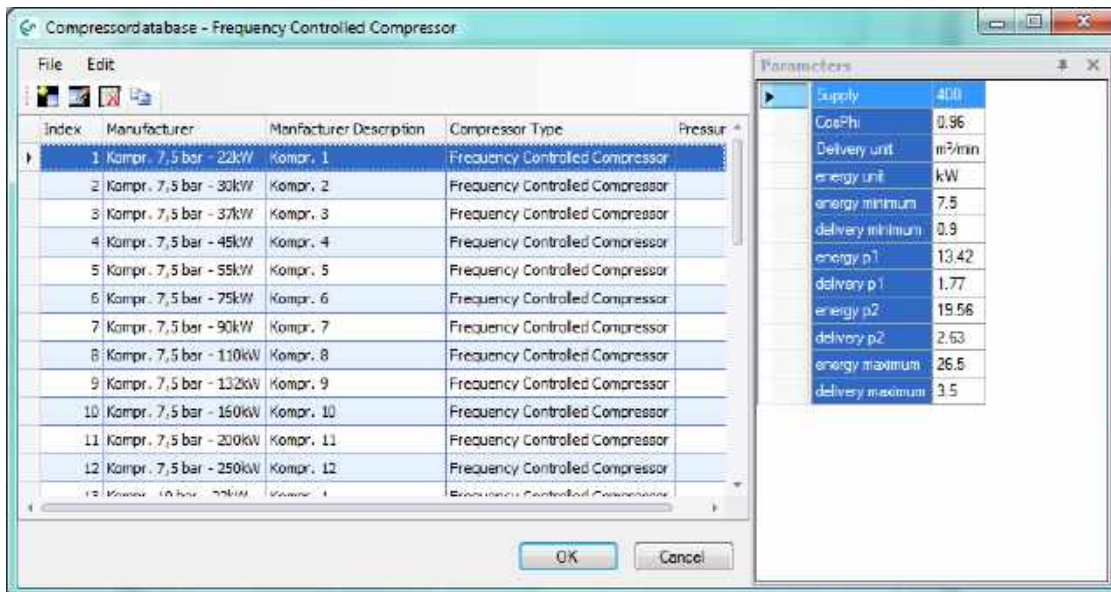 Compressordatabase - Frequency Controlled Compressor
File Edit
Index Manufacturer Manfacturer Description Compressor Type Pressur
1 Kompr. 7,5 bar - 22kW Kompr. 1 Frequency Controlled Compressor
2 Kompr. 7,5 bar - 30kW Kompr. 2 Frequency Controlled Compressor
3 Kompr. 7,5 bar - 37kW Kompr. 3 Frequency Controlled Compressor
4 Kompr. 7,5 bar - 45kW Kompr. 4 Frequency Controlled Compressor
5 Kompr. 7,5 bar - 55kW Kompr. 5 Frequency Controlled Compressor
6 Kompr. 7,5 bar - 75kW Kompr. 6 Frequency Controlled Compressor
7 Kompr. 7,5 bar - 90kW Kompr. 7 Frequency Controlled Compressor
8 Kompr. 7,5 bar - 110kW Kompr. 8 Frequency Controlled Compressor
9 Kompr. 7,5 bar - 132kW Kompr. 9 Frequency Controlled Compressor
10 Kompr. 7,5 bar - 160kW Kompr. 10 Frequency Controlled Compressor
11 Kompr. 7,5 bar - 200kW Kompr. 11 Frequency Controlled Compressor
12 Kompr. 7,5 bar - 250kW Kompr. 12 Frequency Controlled Compressor
OK Cancel
Parameters
Supply 400
CosPhi 0.96
Delivery unit m³/min
energy unit kW
energy minimum 7.5
delivery minimum 0.9
energy p1 13.42
delivery p1 1.77
energy p2 19.56
delivery p2 2.63
energy maximum 26.5
delivery maximum 3.5